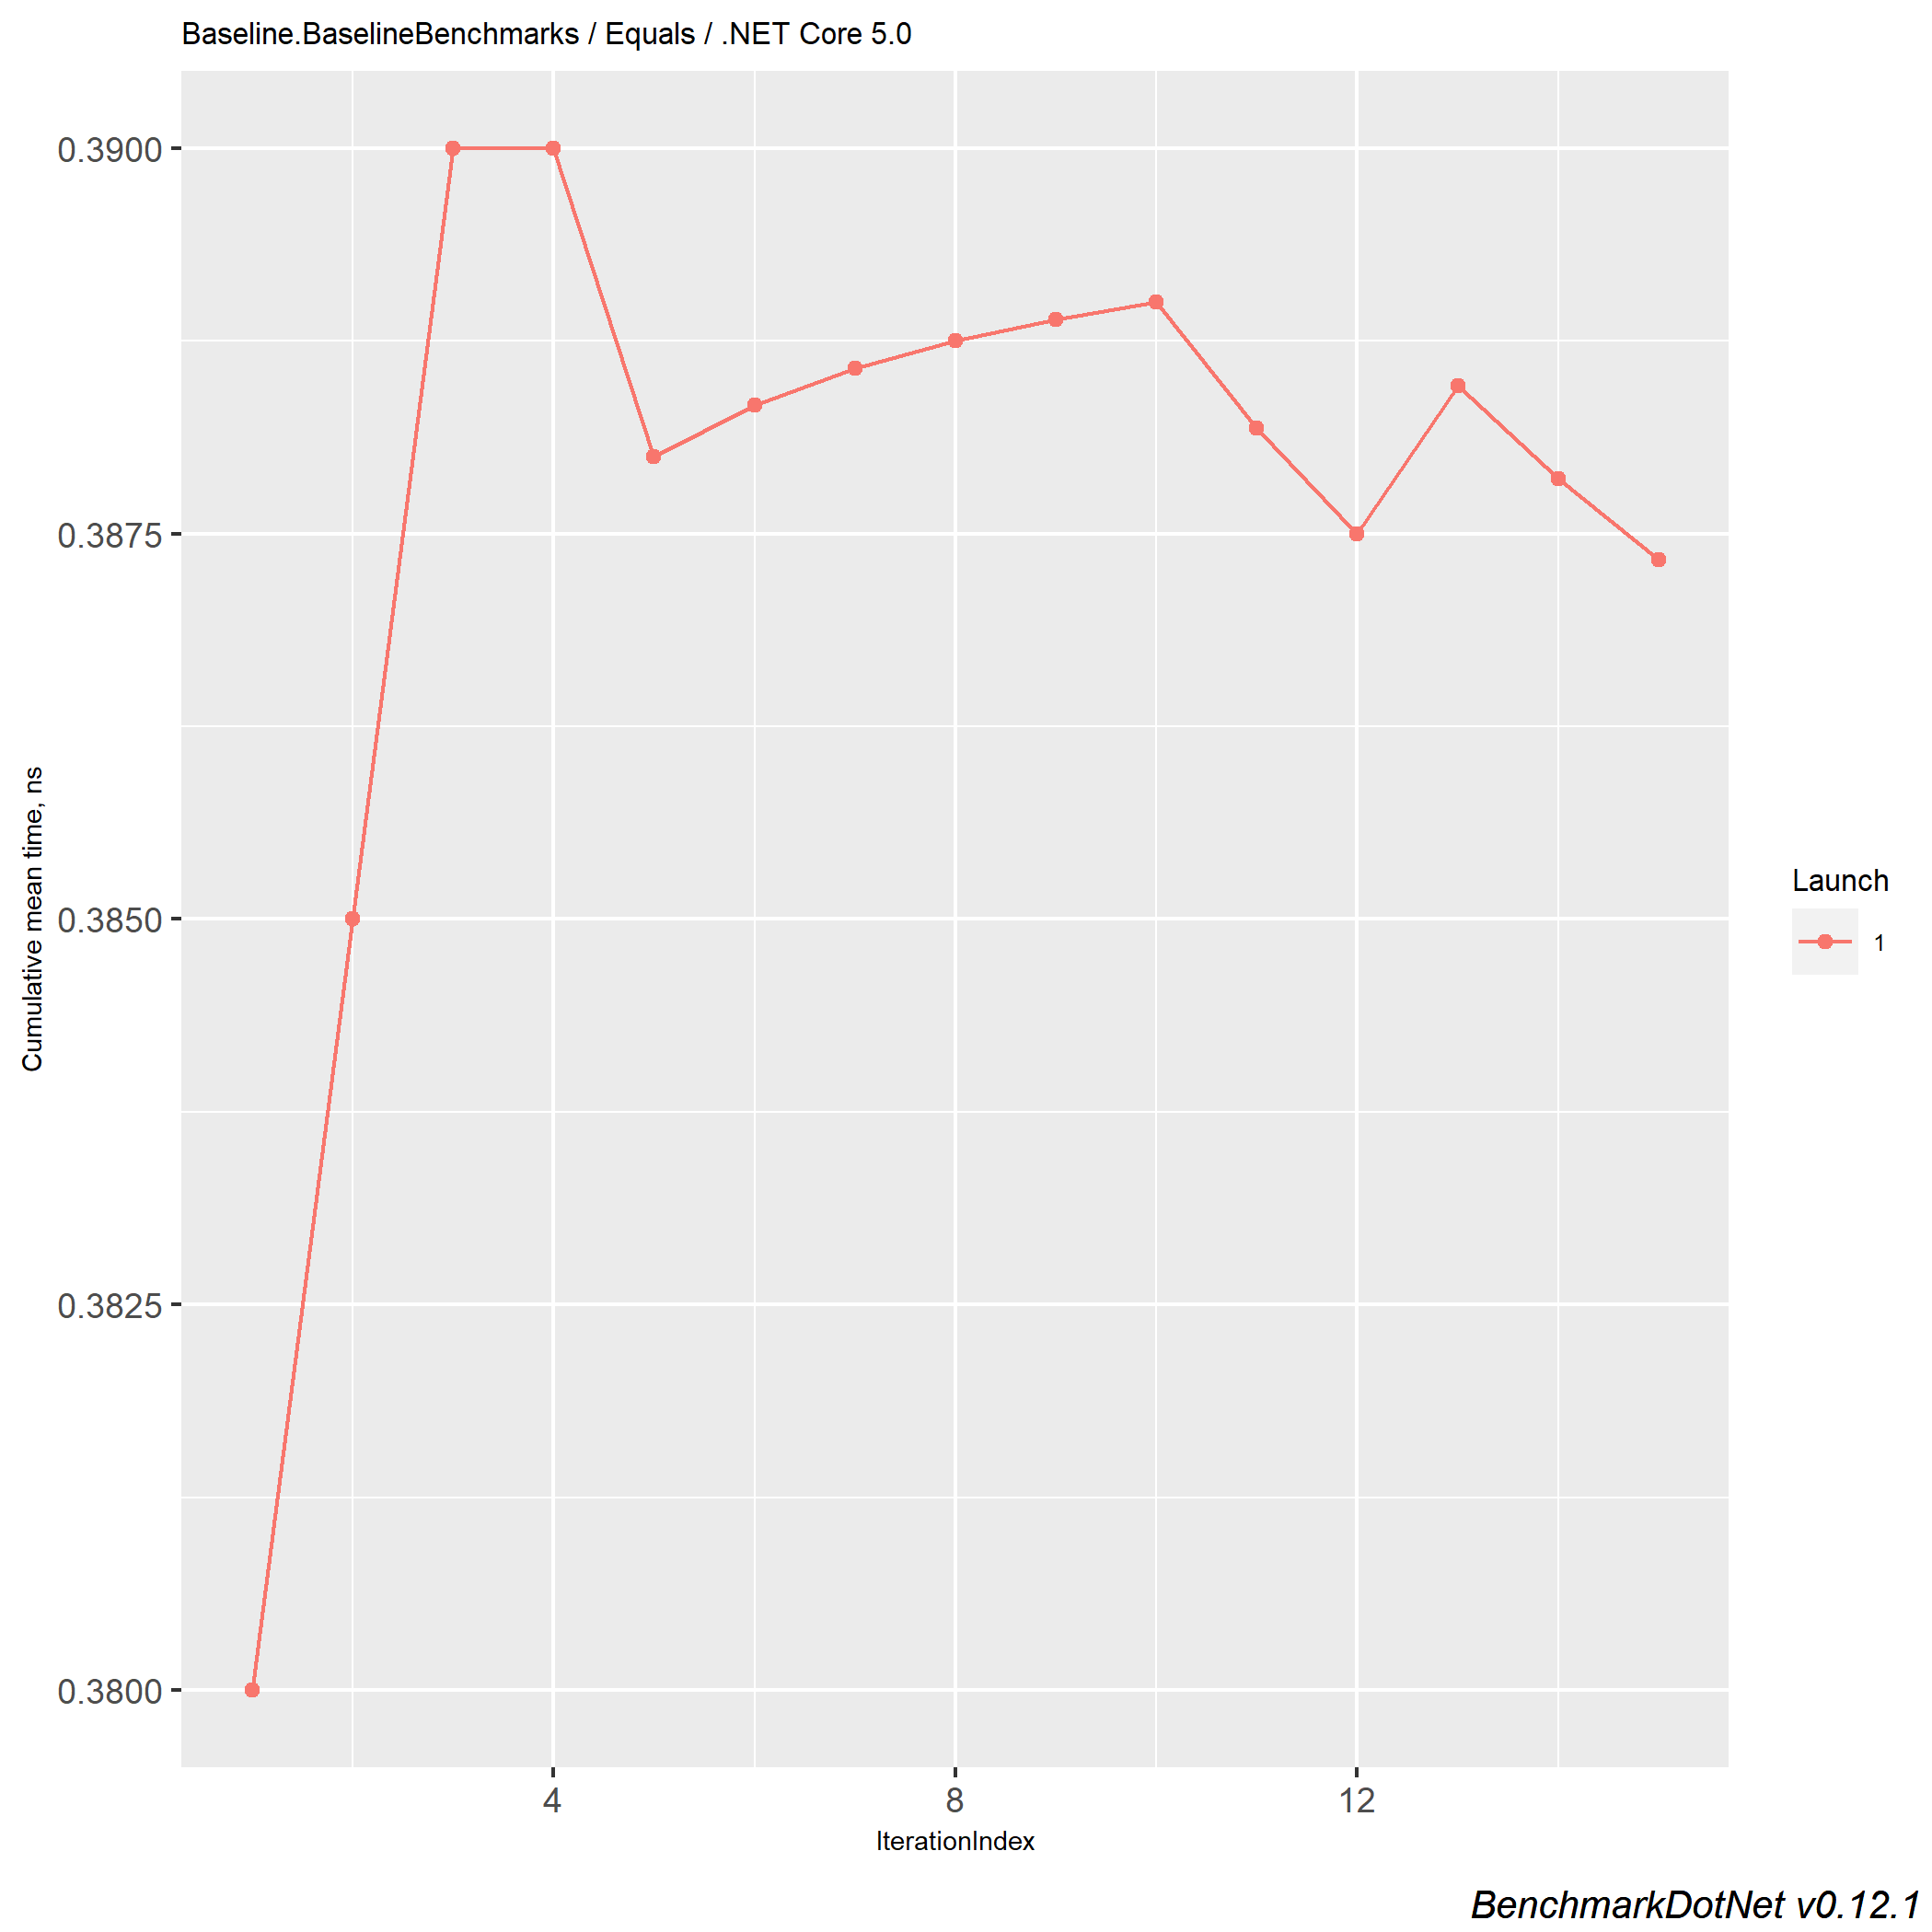 Baseline.BaselineBenchmarks / Equals / .NET Core 5.0
0.3900
0.3875
0.3850
0.3825
0.3800
Cumulative mean time, ns
4
8
12
IterationIndex
Launch
1
BenchmarkDotNet v0.12.1